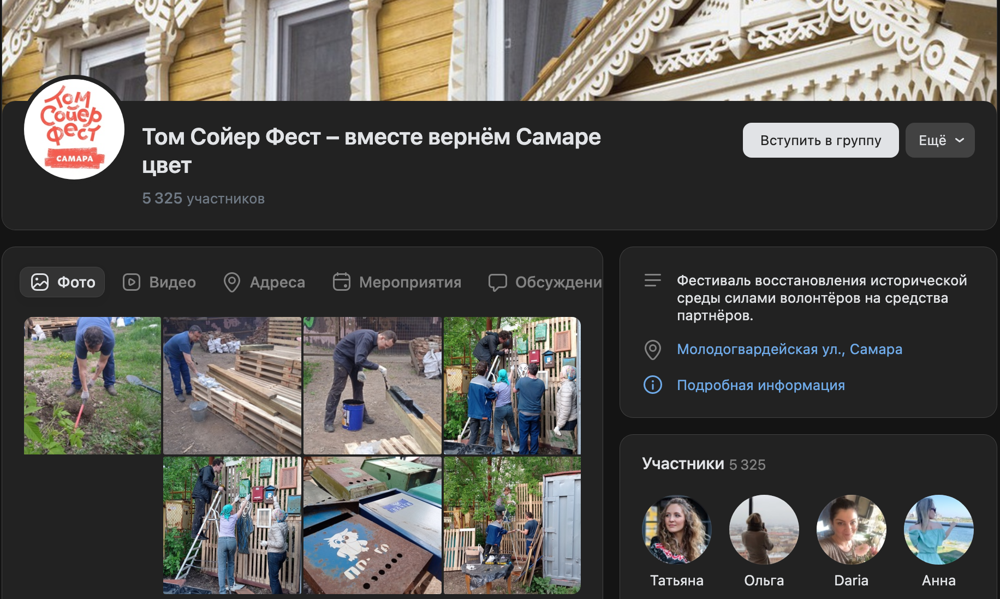 Том
Сойер
Фест
САМАРА
Том Сойер Фест – вместе вернём Самаре
цвет
5 325 участников
Вступить в группу
Ещё
Фото
Видео
Адреса
Мероприятия
Обсуждени
Фестиваль восстановления исторической
среды силами волонтёров на средства
партнёров.
Молодогвардейская ул., Самара
Подробная информация
Участники 5 325
Татьяна
Ольга
Daria
Анна